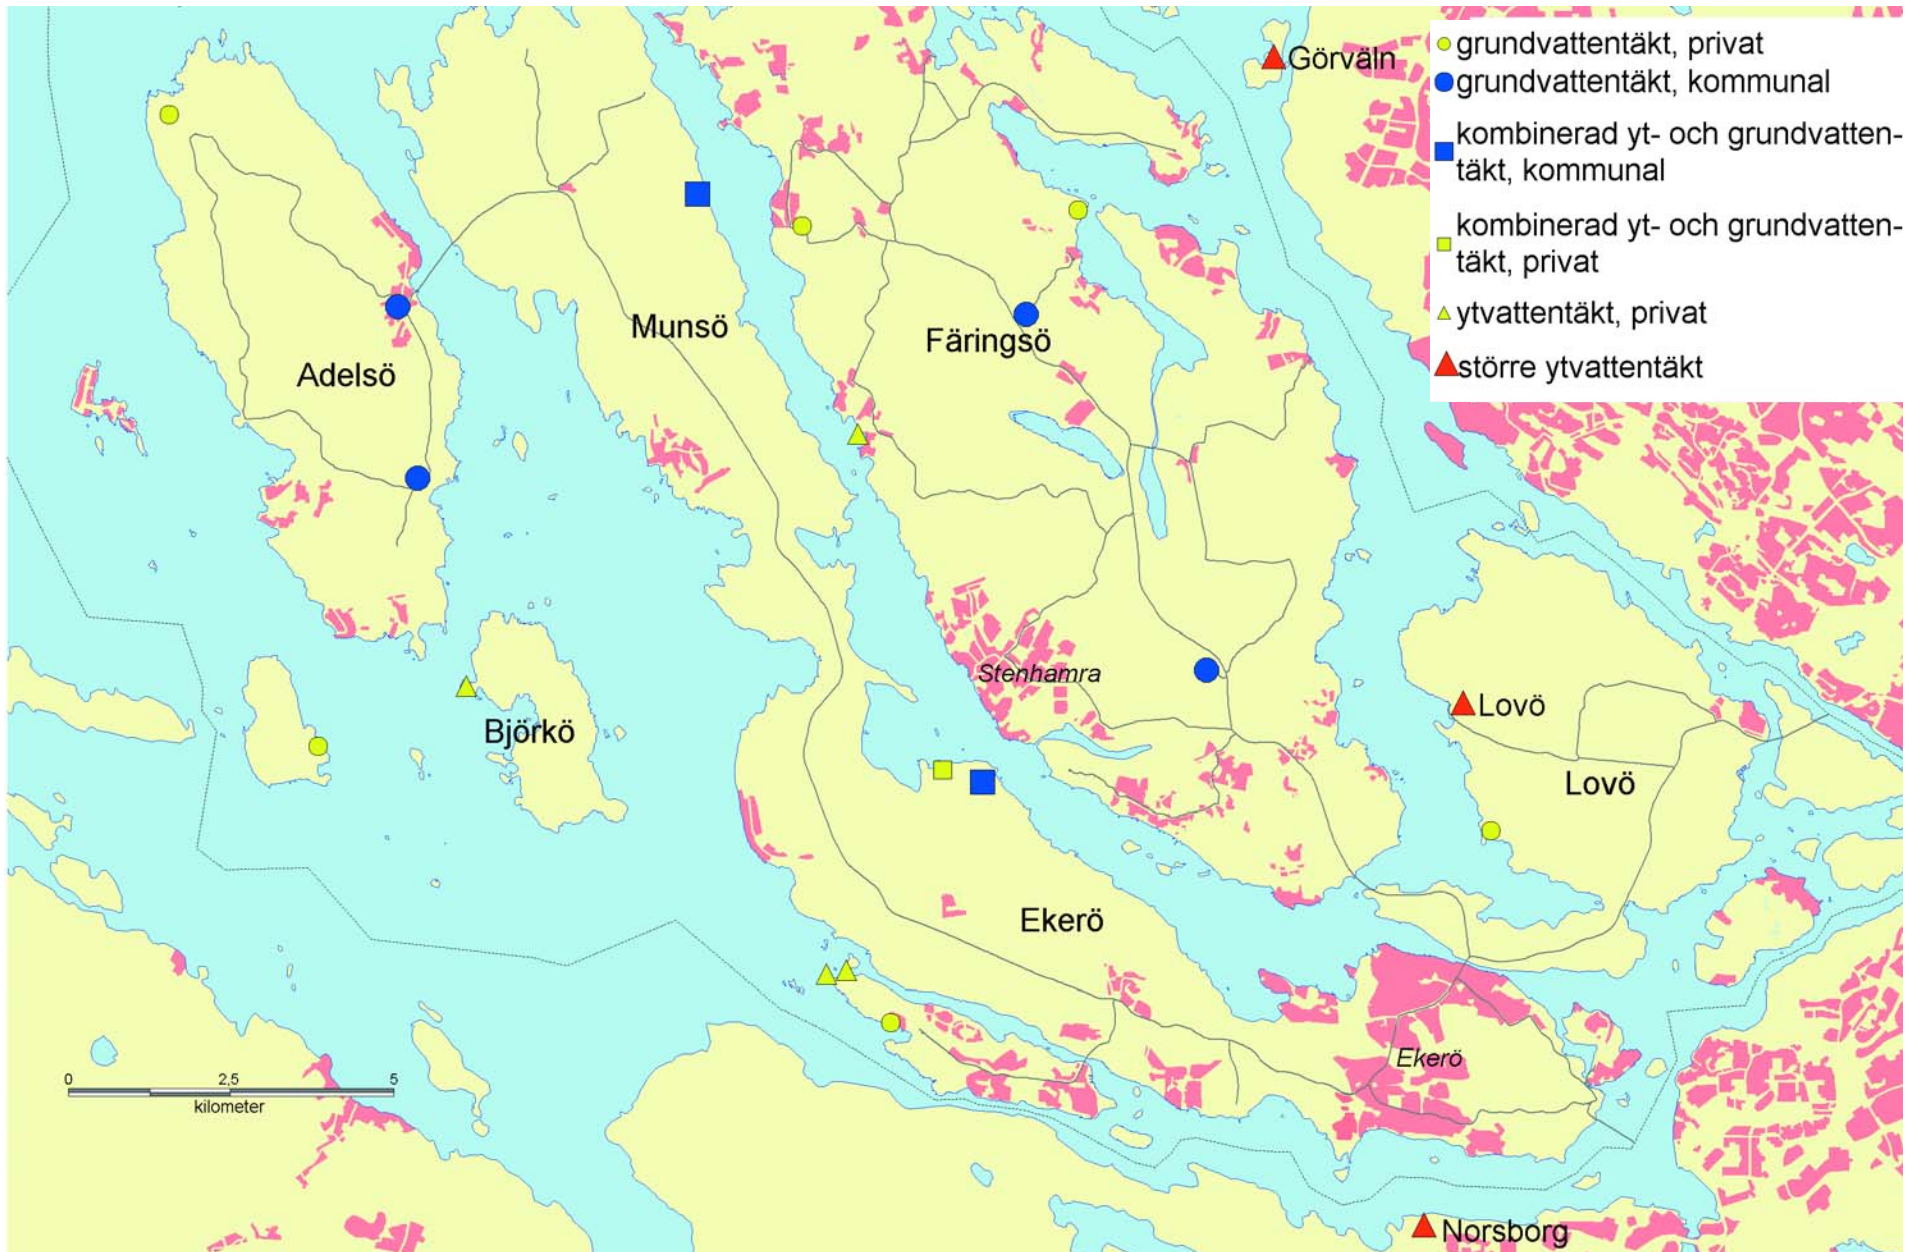 Görväln
grundvattentäkt, privat
grundvattentäkt, kommunal
kombinerad yt- och grundvatten-
täkt, kommunal
kombinerad yt- och grundvatten-
täkt, privat
ytvattentäkt, privat
större ytvattentäkt
Munsö
Färingsö
Adelsö
Stenhamra
Lovö
Björkö
Lovö
Ekerö
Ekerö
0 2,5 5
kilometer
Norsborg